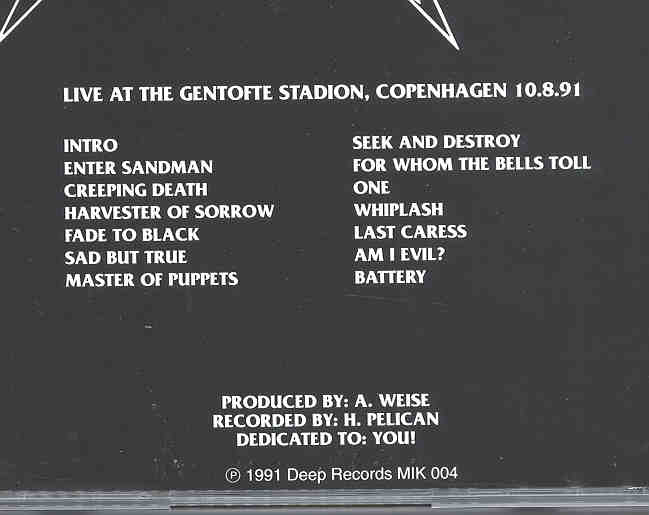 LIVE AT THE GENTOFTE STADION, COPENHAGEN 10.8.91
INTRO
ENTER SANDMAN
CREEPING DEATH
HARVESTER OF SORROW
FADE TO BLACK
SAD BUT TRUE
MASTER OF PUPPETS
SEEK AND DESTROY
FOR WHOM THE BELLS TOLL
ONE
WHIPLASH
LAST CARESS
AM I EVIL?
BATTERY
PRODUCED BY: A. WEISE
RECORDED BY: H. PELICAN
DEDICATED TO: YOU!
℗ 1991 Deep Records MIK 004